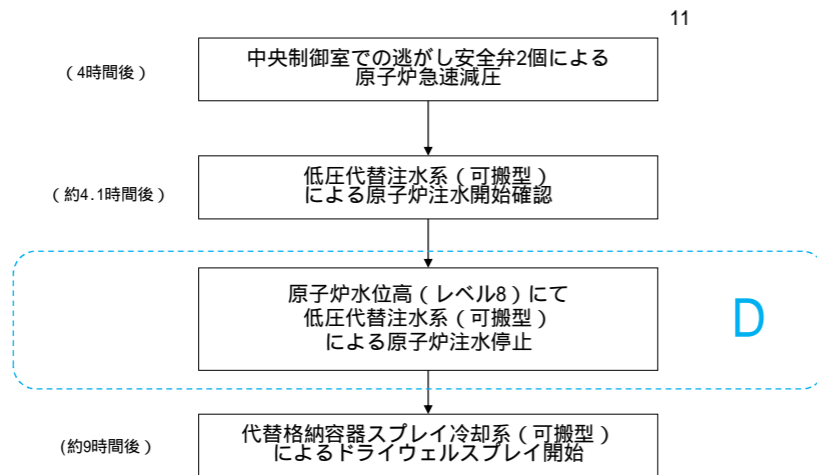 11
(4時間後)
中央制御室での逃がし安全弁2個による
原子炉急速減圧
(約4.1時間後)
低圧代替注水系(可搬型)
による原子炉注水開始確認
原子炉水位高(レベル8)にて
低圧代替注水系(可搬型)
による原子炉注水停止
D
(約9時間後)
代替格納容器スプレイ冷却系(可搬型)
によるドライウェルスプレイ開始